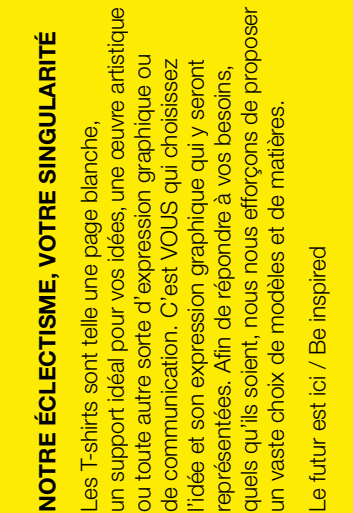 NOTRE ÉCLECTISME, VOTRE SINGULARITÉ
Les T-shirts sont telle une page blanche,
un support idéal pour vos idées, une œuvre artistique
ou toute autre sorte d'expression graphique ou
de communication. C'est VOUS qui choisissez
l'idée et son expression graphique qui y seront
représentées. Afin de répondre à vos besoins,
quels qu'ils soient, nous nous efforçons de proposer
un vaste choix de modèles et de matières.
Le futur est ici / Be inspired